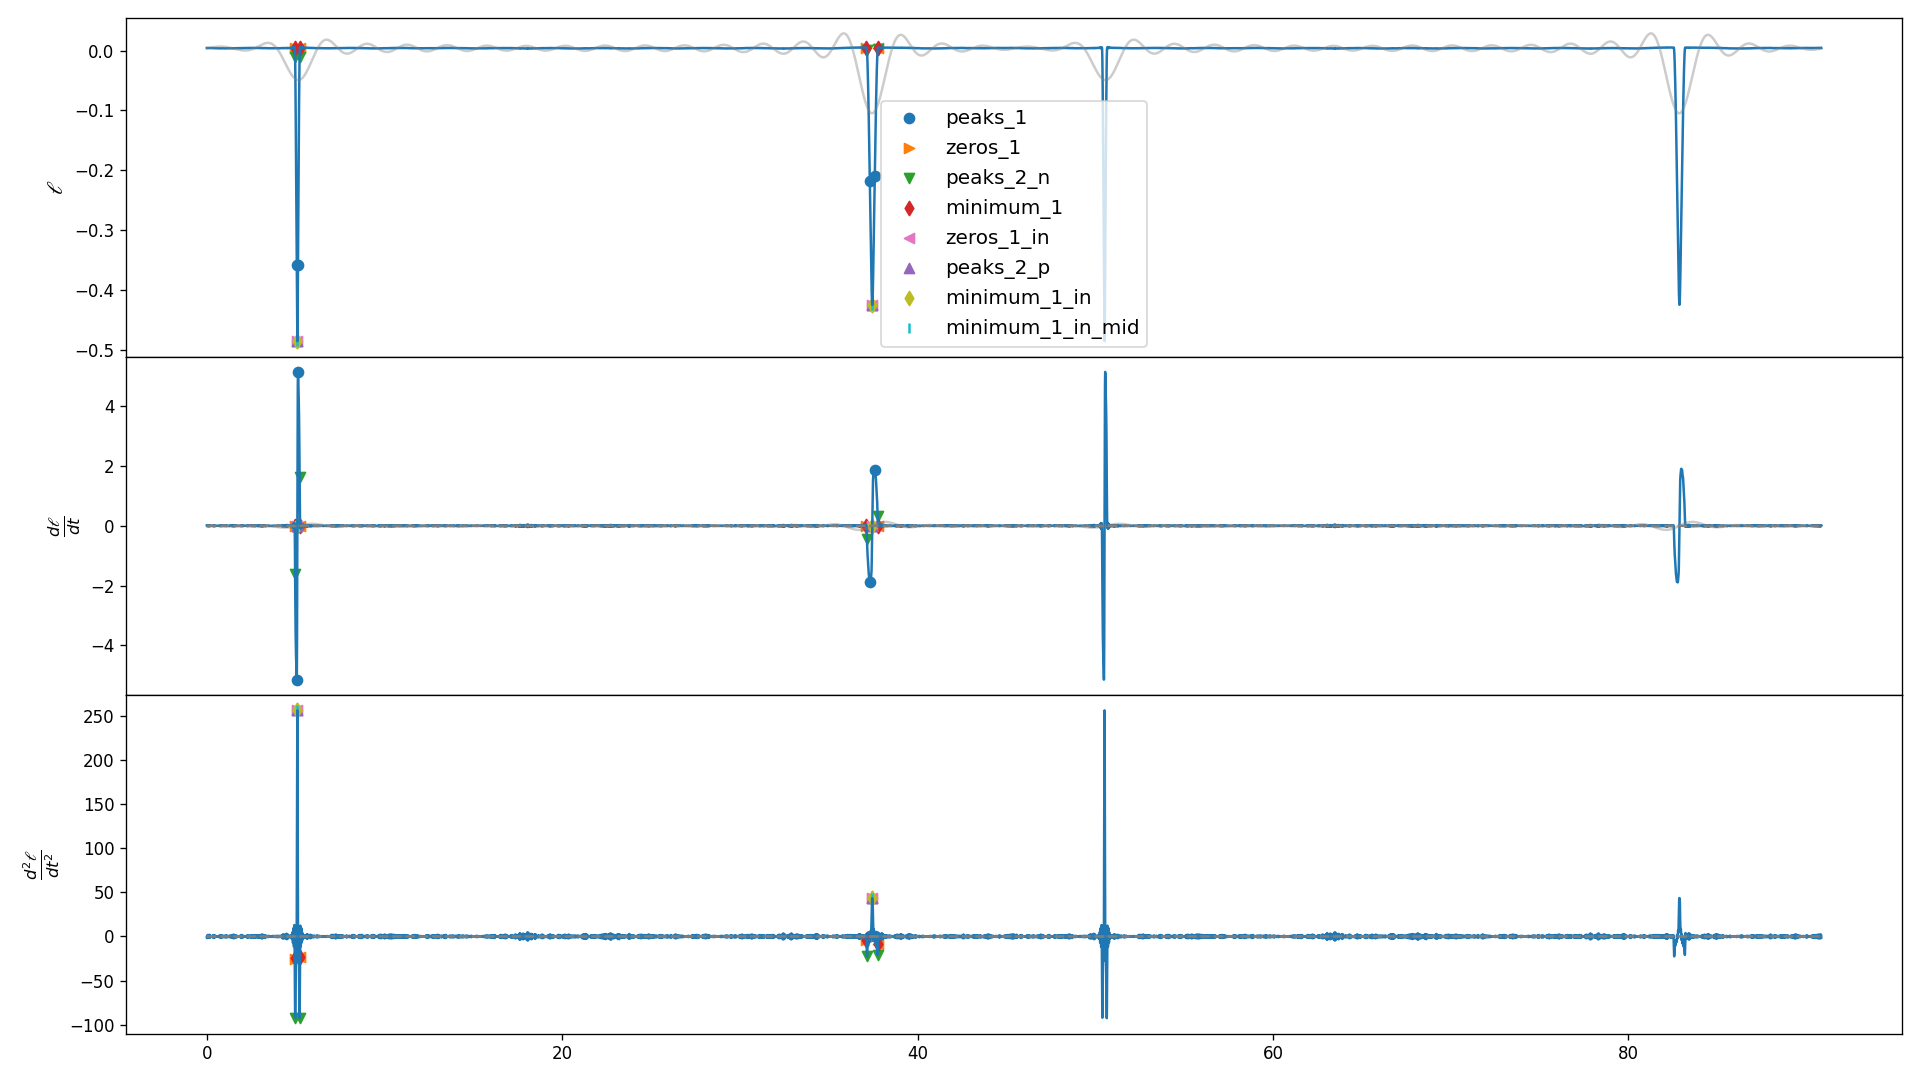 0.0
−0.1
−0.2
−0.3
−0.4
−0.5
ℓ
peaks_1
zeros_1
peaks_2_n
minimum_1
zeros_1_in
peaks_2_p
minimum_1_in
minimum_1_in_mid
4
2
0
−2
−4
dℓ
dt
250
200
150
100
50
0
−50
−100
d²ℓ
dt²
0 20 40 60 80